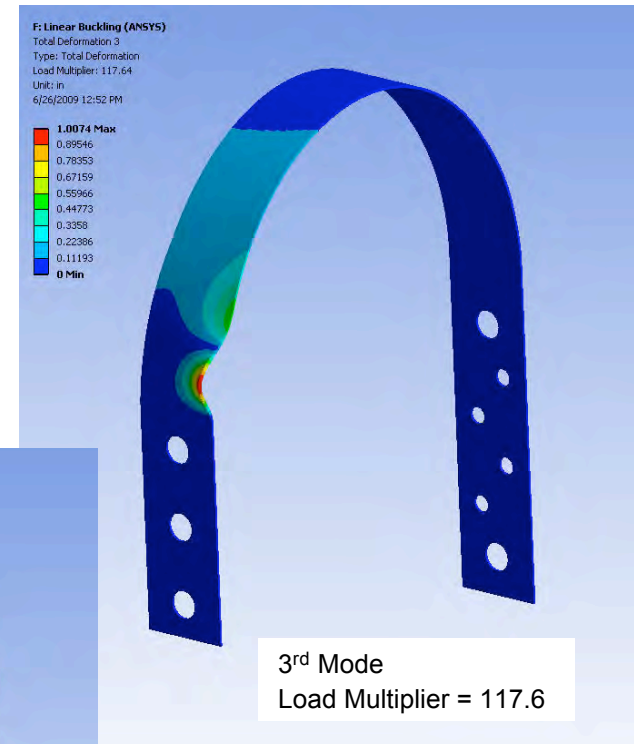 F: Linear Buckling (ANSYS)
Total Deformation 3
Type: Total Deformation
Load Multiplier: 117.64
Unit: in
6/26/2009 12:52 PM
1.0074 Max
0.89546
0.78353
0.67159
0.55966
0.44773
0.3358
0.22386
0.11193
0 Min
3rd Mode
Load Multiplier = 117.6